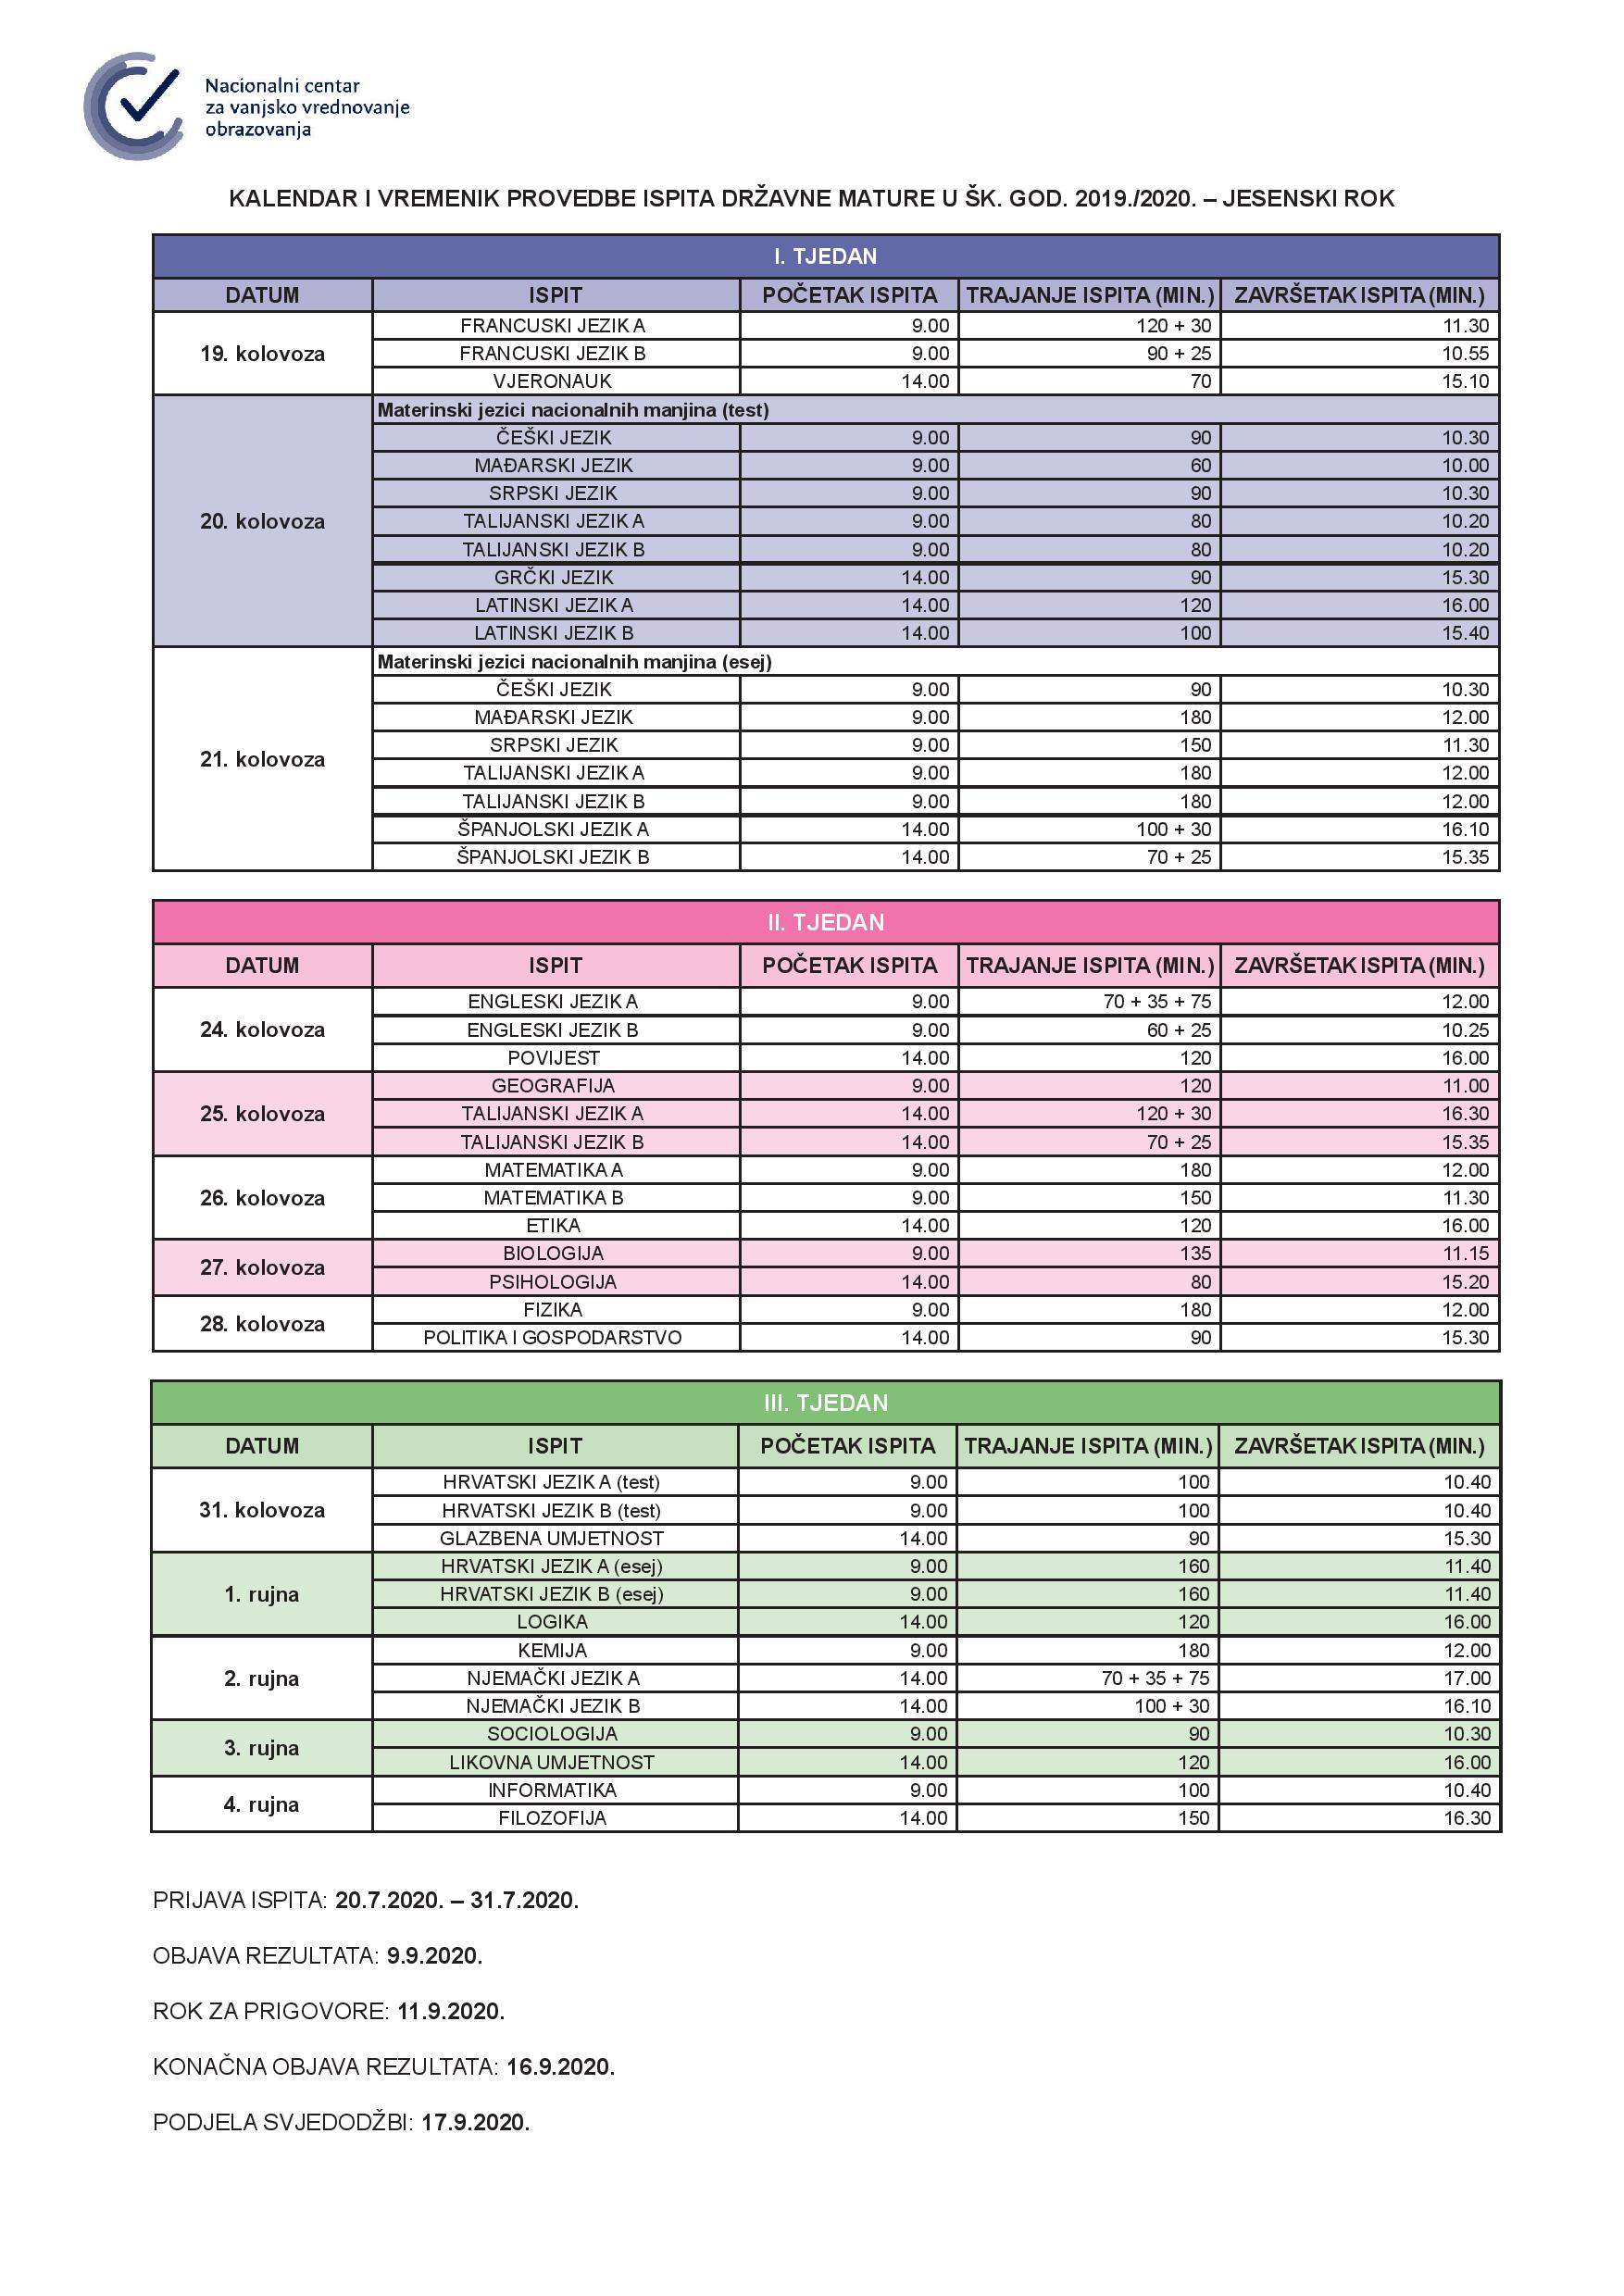 Nacionalni centar
za vanjsko vrednovanje
obrazovanja
KALENDAR I VREMENIK PROVEDBE ISPITA DRŽAVNE MATURE U ŠK. GOD. 2019./2020. – JESENSKI ROK
I. TJEDAN
DATUM ISPIT POČETAK ISPITA TRAJANJE ISPITA (MIN.) ZAVRŠETAK ISPITA (MIN.)
19. kolovoza
FRANCUSKI JEZIK A 9.00 120 + 30 11.30
FRANCUSKI JEZIK B 9.00 90 + 25 10.55
VJERONAUK 14.00 70 15.10
20. kolovoza
Materinski jezici nacionalnih manjina (test)
ČEŠKI JEZIK 9.00 90 10.30
MAĐARSKI JEZIK 9.00 60 10.00
SRPSKI JEZIK 9.00 90 10.30
TALIJANSKI JEZIK A 9.00 80 10.20
TALIJANSKI JEZIK B 9.00 80 10.20
GRČKI JEZIK 14.00 90 15.30
LATINSKI JEZIK A 14.00 120 16.00
LATINSKI JEZIK B 14.00 100 15.40
21. kolovoza
Materinski jezici nacionalnih manjina (esej)
ČEŠKI JEZIK 9.00 90 10.30
MAĐARSKI JEZIK 9.00 180 12.00
SRPSKI JEZIK 9.00 150 11.30
TALIJANSKI JEZIK A 9.00 180 12.00
TALIJANSKI JEZIK B 9.00 180 12.00
ŠPANJOLSKI JEZIK A 14.00 100 + 30 16.10
ŠPANJOLSKI JEZIK B 14.00 70 + 25 15.35
II. TJEDAN
DATUM ISPIT POČETAK ISPITA TRAJANJE ISPITA (MIN.) ZAVRŠETAK ISPITA (MIN.)
24. kolovoza
ENGLESKI JEZIK A 9.00 70 + 35 + 75 12.00
ENGLESKI JEZIK B 9.00 60 + 25 10.25
POVIJEST 14.00 120 16.00
25. kolovoza
GEOGRAFIJA 9.00 120 11.00
TALIJANSKI JEZIK A 14.00 120 + 30 16.30
TALIJANSKI JEZIK B 14.00 70 + 25 15.35
26. kolovoza
MATEMATIKA A 9.00 180 12.00
MATEMATIKA B 9.00 150 11.30
ETIKA 14.00 120 16.00
27. kolovoza
BIOLOGIJA 9.00 135 11.15
PSIHOLOGIJA 14.00 80 15.20
28. kolovoza
FIZIKA 9.00 180 12.00
POLITIKA I GOSPODARSTVO 14.00 90 15.30
III. TJEDAN
DATUM ISPIT POČETAK ISPITA TRAJANJE ISPITA (MIN.) ZAVRŠETAK ISPITA (MIN.)
31. kolovoza
HRVATSKI JEZIK A (test) 9.00 100 10.40
HRVATSKI JEZIK B (test) 9.00 100 10.40
GLAZBENA UMJETNOST 14.00 90 15.30
1. rujna
HRVATSKI JEZIK A (esej) 9.00 160 11.40
HRVATSKI JEZIK B (esej) 9.00 160 11.40
LOGIKA 14.00 120 16.00
2. rujna
KEMIJA 9.00 180 12.00
NJEMAČKI JEZIK A 14.00 70 + 35 + 75 17.00
NJEMAČKI JEZIK B 14.00 100 + 30 16.10
3. rujna
SOCIOLOGIJA 9.00 90 10.30
LIKOVNA UMJETNOST 14.00 120 16.00
4. rujna
INFORMATIKA 9.00 100 10.40
FILOZOFIJA 14.00 150 16.30
PRIJAVA ISPITA: 20.7.2020. – 31.7.2020.
OBJAVA REZULTATA: 9.9.2020.
ROK ZA PRIGOVORE: 11.9.2020.
KONAČNA OBJAVA REZULTATA: 16.9.2020.
PODJELA SVJEDODŽBI: 17.9.2020.